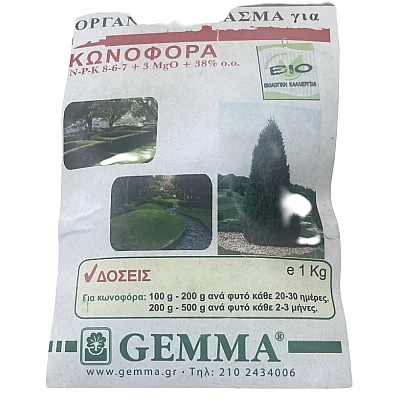 ΟΡΓΑΝ ΑΣΜΑ για
ΚΩΝΟΦΟΡΑ
N-P-K 8-6-7 + 3 MgO + 38% ο.ο.
ΒΙΟ
ΒΙΟΛΟΓΙΚΗ ΚΑΛΛΙΕΡΓΕΙΑ
ΔΟΣΕΙΣ
e 1 Kg
Για κωνοφόρα: 100 g - 200 g ανά φυτό κάθε 20-30 ημέρες.
200 g - 500 g ανά φυτό κάθε 2-3 μήνες.
GEMMA®
www.gemma.gr · Τηλ: 210 2434006